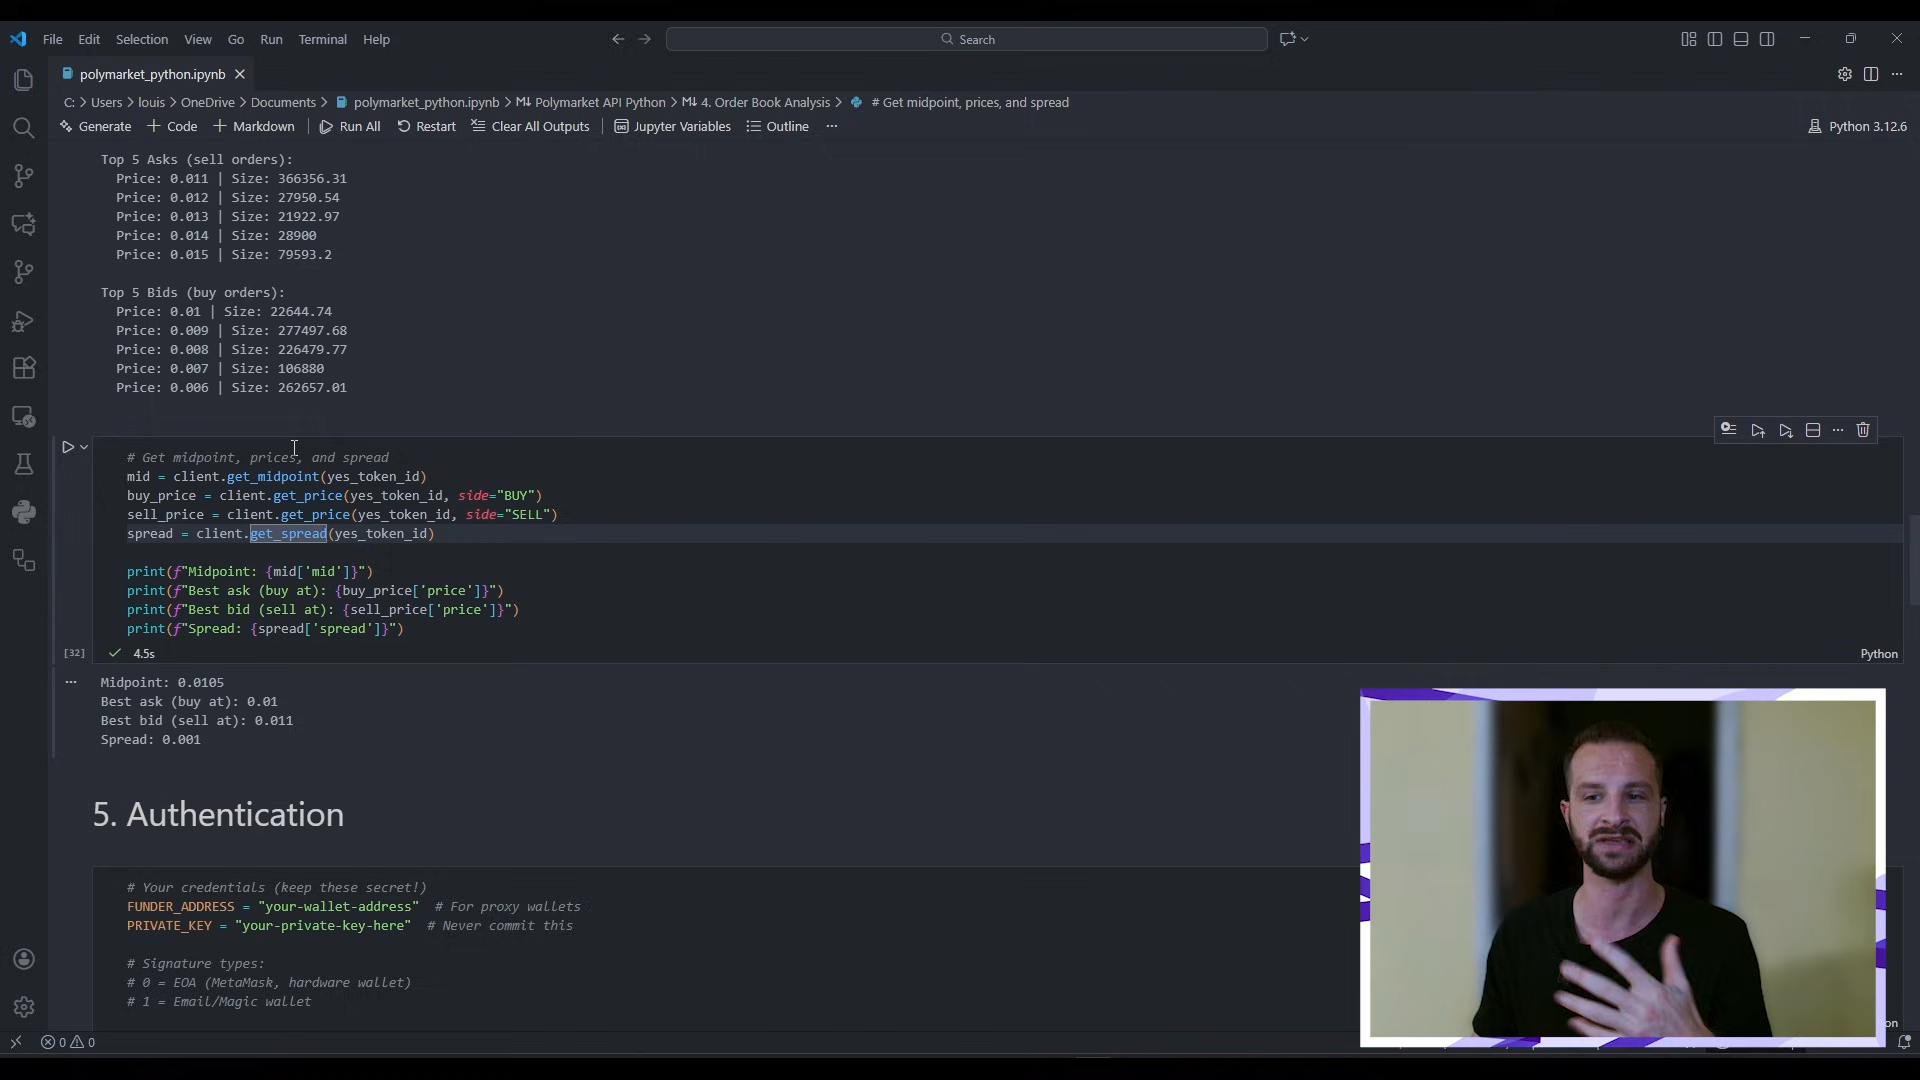 File Edit Selection View Go Run Terminal Help
Search
polymarket_python.ipynb
C: > Users > louis > OneDrive > Documents > polymarket_python.ipynb > M↓ Polymarket API Python > M↓ 4. Order Book Analysis > # Get midpoint, prices, and spread
Generate + Code + Markdown Run All Restart Clear All Outputs Jupyter Variables Outline ...
Python 3.12.6
Top 5 Asks (sell orders):
Price: 0.011 | Size: 366356.31
Price: 0.012 | Size: 27950.54
Price: 0.013 | Size: 21922.97
Price: 0.014 | Size: 28900
Price: 0.015 | Size: 79593.2
Top 5 Bids (buy orders):
Price: 0.01 | Size: 22644.74
Price: 0.009 | Size: 277497.68
Price: 0.008 | Size: 226479.77
Price: 0.007 | Size: 106880
Price: 0.006 | Size: 262657.01
# Get midpoint, prices, and spread
mid = client.get_midpoint(yes_token_id)
buy_price = client.get_price(yes_token_id, side="BUY")
sell_price = client.get_price(yes_token_id, side="SELL")
spread = client.get_spread(yes_token_id)
print(f"Midpoint: {mid['mid']}")
print(f"Best ask (buy at): {buy_price['price']}")
print(f"Best bid (sell at): {sell_price['price']}")
print(f"Spread: {spread['spread']}")
[32] 4.5s
Python
Midpoint: 0.0105
Best ask (buy at): 0.01
Best bid (sell at): 0.011
Spread: 0.001
5. Authentication
# Your credentials (keep these secret!)
FUNDER_ADDRESS = "your-wallet-address" # For proxy wallets
PRIVATE_KEY = "your-private-key-here" # Never commit this
# Signature types:
# 0 = EOA (MetaMask, hardware wallet)
# 1 = Email/Magic wallet
on
0 0